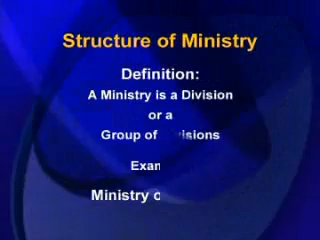 Structure of Ministry
Definition:
A Ministry is a Division
or a
Group of
Ministry